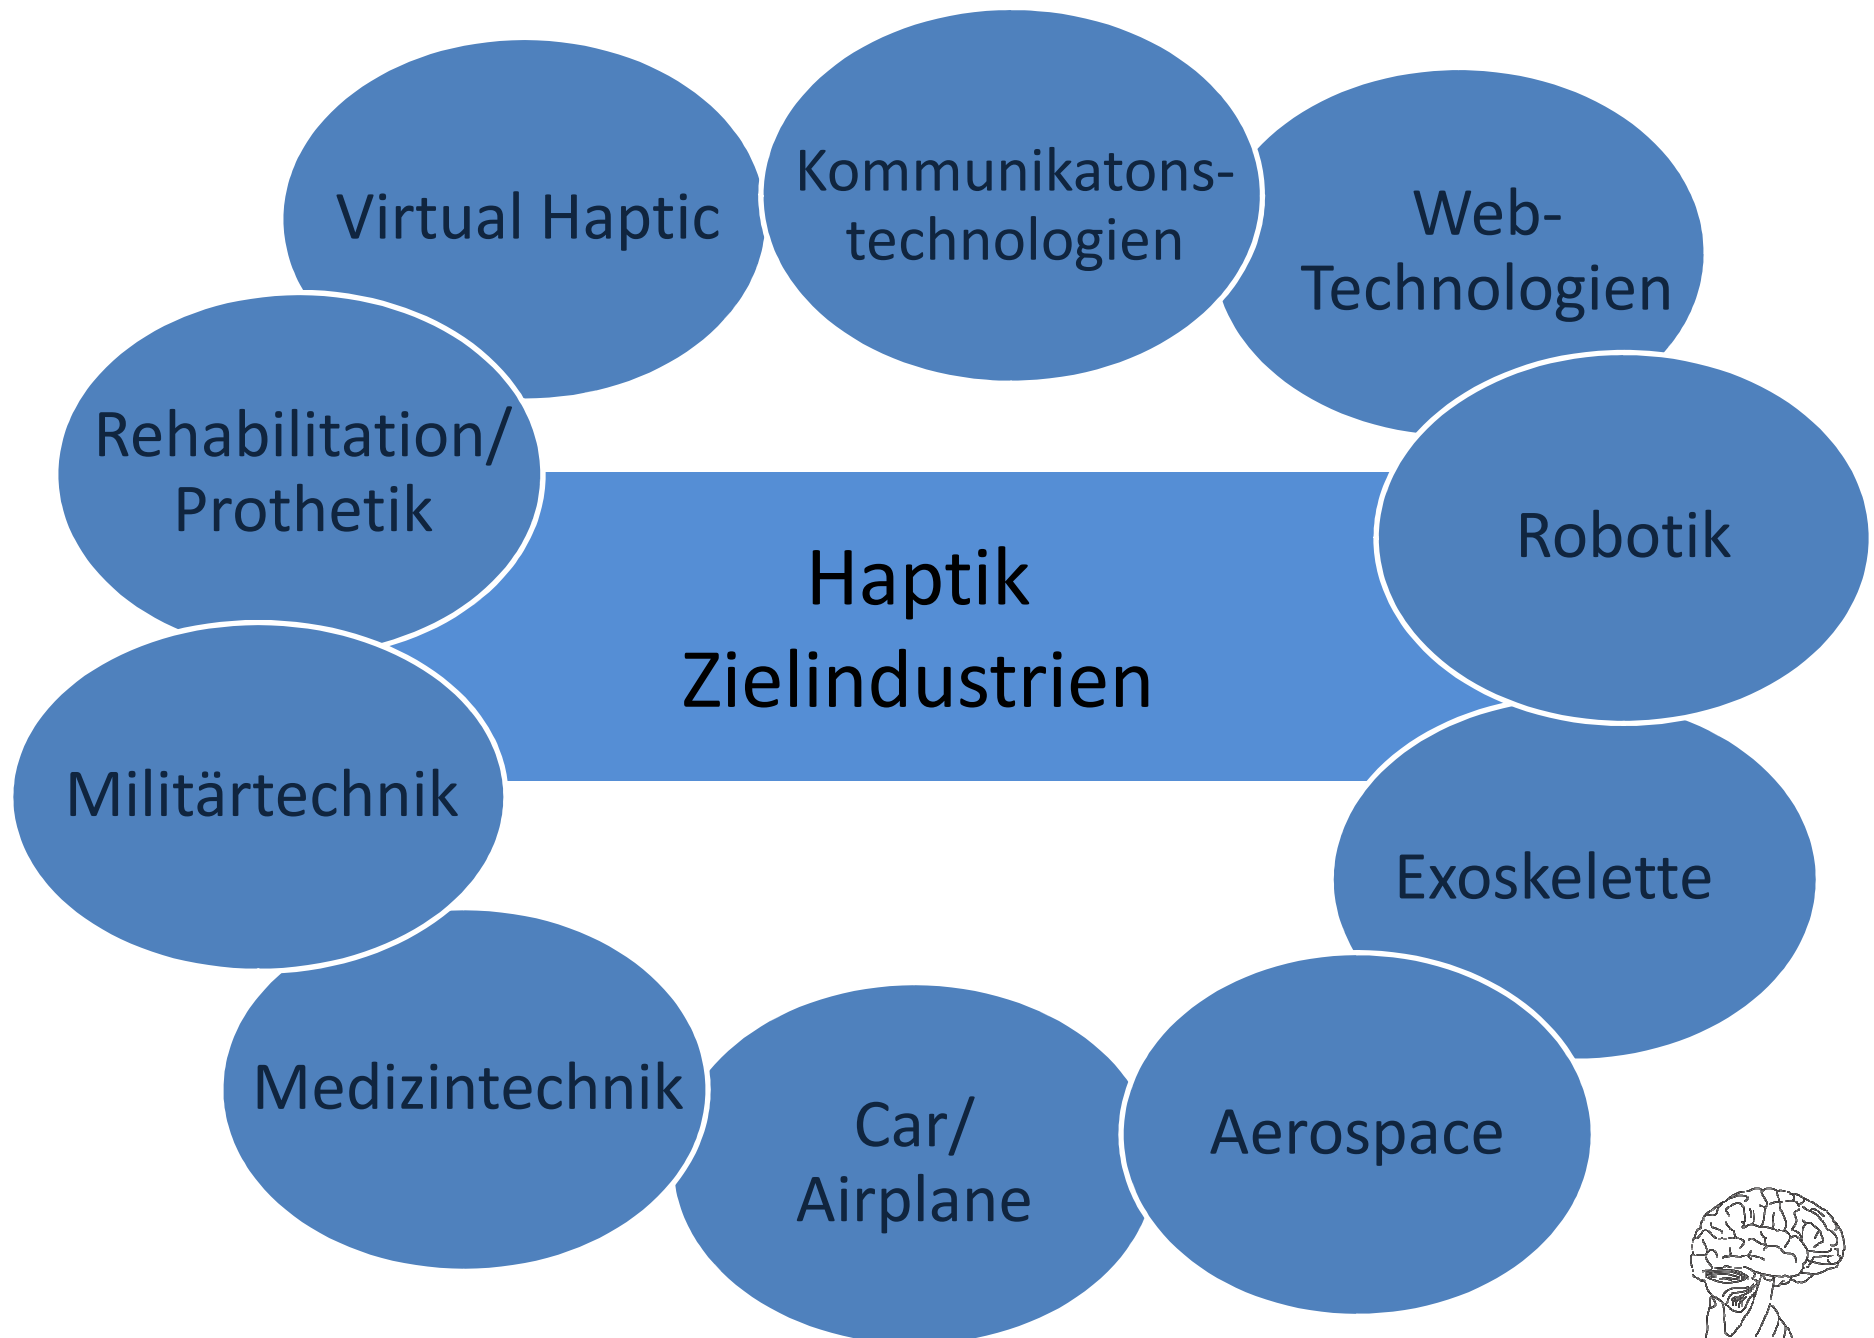 Kommunikatons-
technologien
Virtual Haptic
Web-
Technologien
Rehabilitation/
Prothetik
Robotik
Haptik
Zielindustrien
Militärtechnik
Exoskelette
Medizintechnik
Car/
Airplane
Aerospace